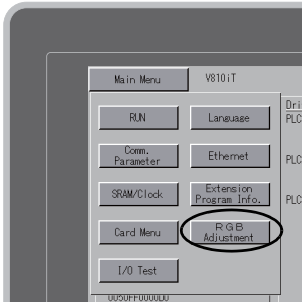 Main Menu
V810iT
RUN
Language
Comm.
Parameter
Ethernet
SRAM/Clock
Extension
Program Info.
Card Menu
RGB
Adjustment
I/O Test
Dri
PLC
PLC
PLC